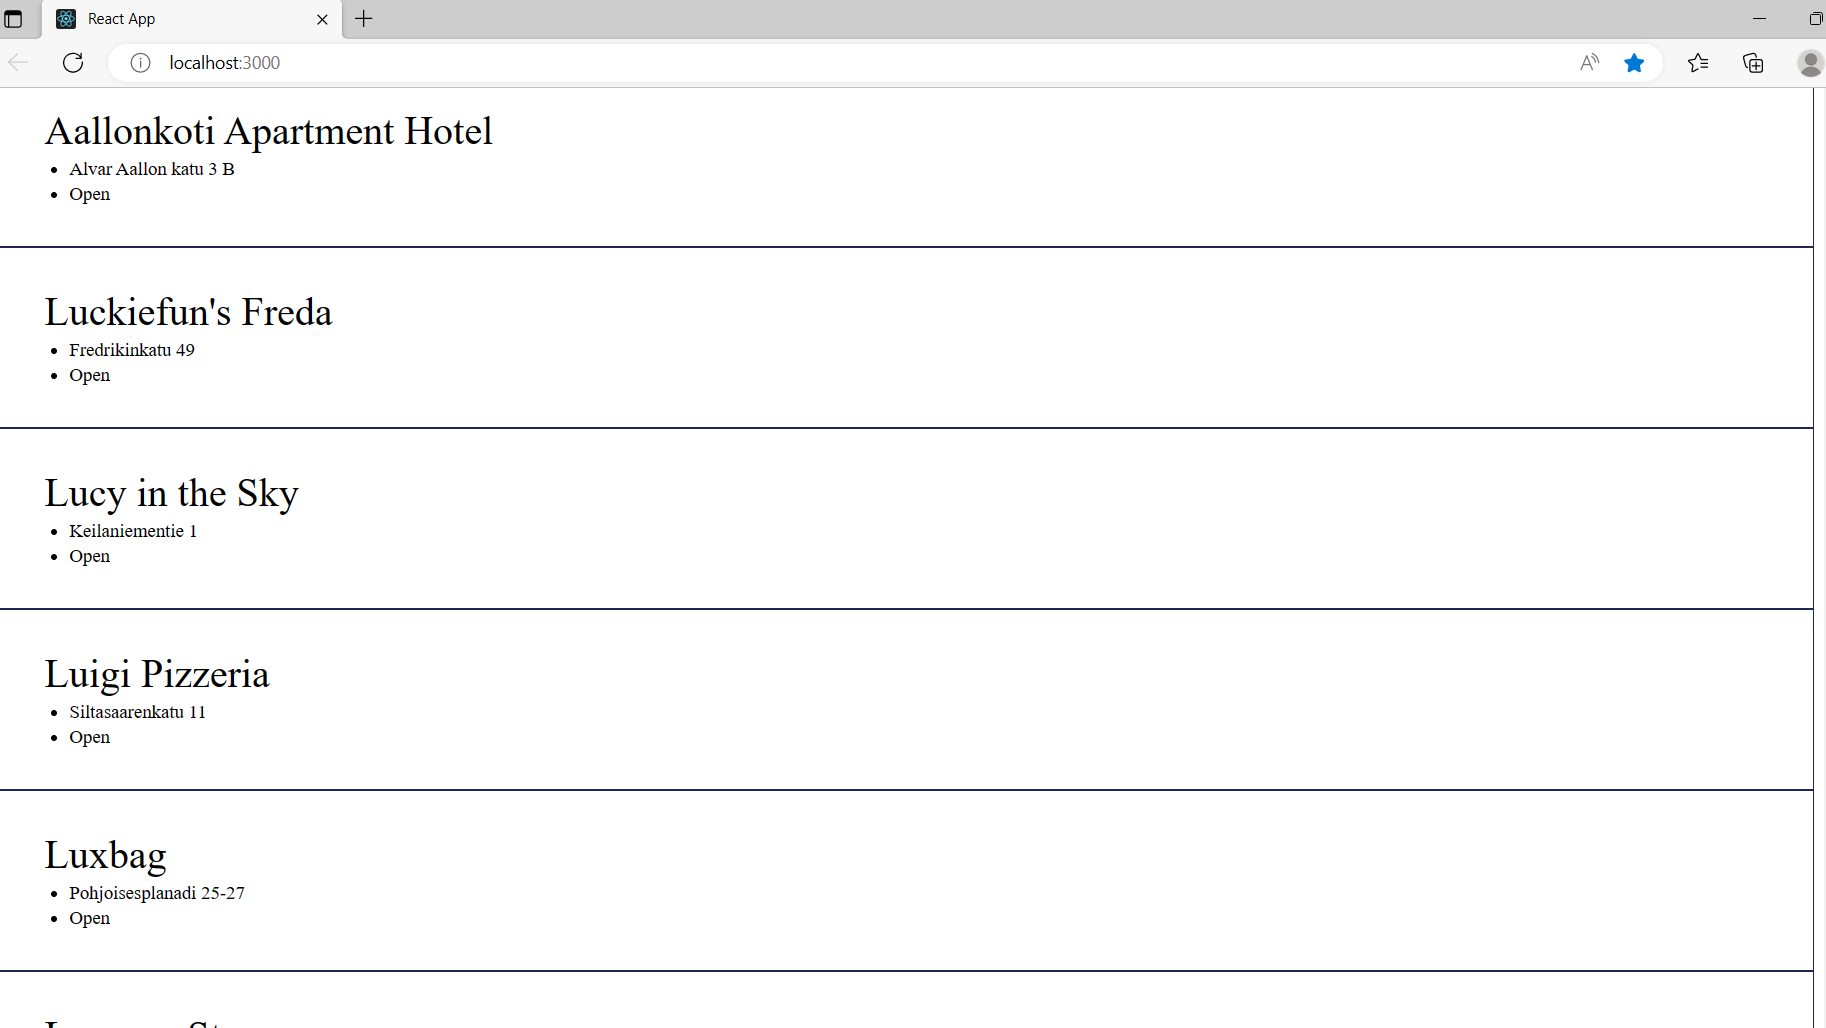 React App
localhost:3000
Aallonkoti Apartment Hotel
Alvar Aallon katu 3 B
Open
Luckiefun's Freda
Fredrikinkatu 49
Open
Lucy in the Sky
Keilaniementie 1
Open
Luigi Pizzeria
Siltasaarenkatu 11
Open
Luxbag
Pohjoisesplanadi 25-27
Open